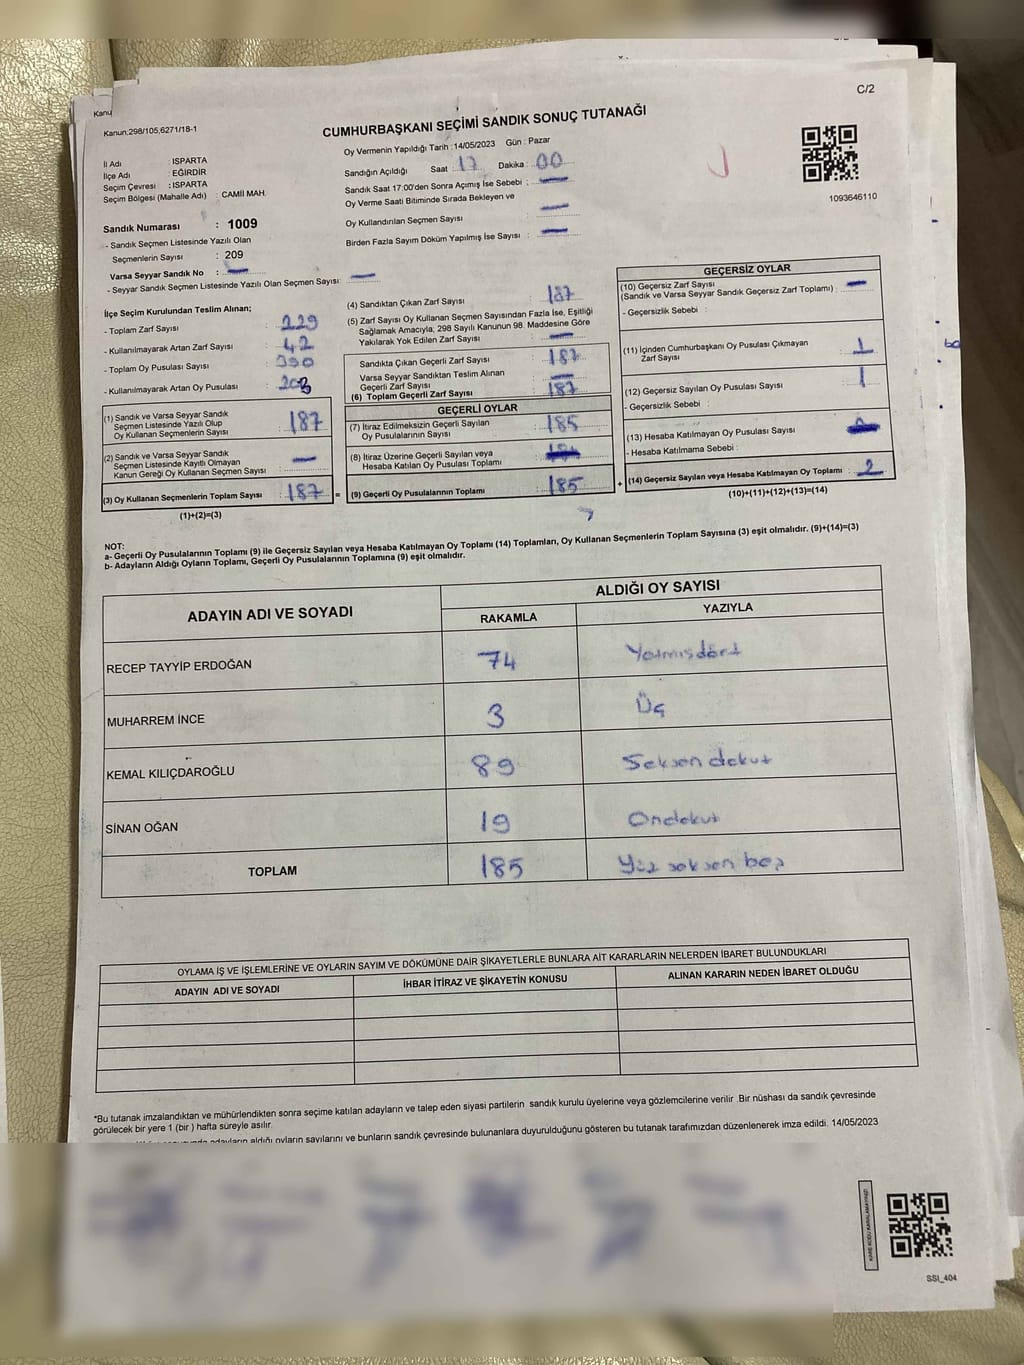 Kanu
C/2
Kanun;298/105,6271/18-1
CUMHURBAŞKANI SEÇİMİ SANDIK SONUÇ TUTANAĞI
Oy Vermenin Yapıldığı Tarih : 14/05/2023 Gün : Pazar
İl Adı : ISPARTA
İlçe Adı : EĞİRDİR
Seçim Çevresi : ISPARTA
Seçim Bölgesi (Mahalle Adı) : CAMİİ MAH.
Sandığın Açıldığı Saat 17 Dakika : 00
Sandık Saat 17:00'den Sonra Açımış İse Sebebi :
Oy Verme Saati Bitiminde Sırada Bekleyen ve
Oy Kullandırılan Seçmen Sayısı
Birden Fazla Sayım Döküm Yapılmış İse Sayısı :
1093646110
Sandık Numarası : 1009
- Sandık Seçmen Listesinde Yazılı Olan
Seçmenlerin Sayısı : 209
Varsa Seyyar Sandık No :
- Seyyar Sandık Seçmen Listesinde Yazılı Olan Seçmen Sayısı:
İlçe Seçim Kurulundan Teslim Alınan;
- Toplam Zarf Sayısı : 229
- Kullanılmayarak Artan Zarf Sayısı : 42
- Toplam Oy Pusulası Sayısı :
- Kullanılmayarak Artan Oy Pusulası :
(1) Sandık ve Varsa Seyyar Sandık
Seçmen Listesinde Yazılı Olup
Oy Kullanan Seçmenlerin Sayısı : 187
(2) Sandık ve Varsa Seyyar Sandık
Seçmen Listesinde Kayıtlı Olmayan
Kanun Gereği Oy Kullanan Seçmen Sayısı
(3) Oy Kullanan Seçmenlerin Toplam Sayısı : 187 =
(1)+(2)=(3)
(4) Sandıktan Çıkan Zarf Sayısı : 187
(5) Zarf Sayısı Oy Kullanan Seçmen Sayısından Fazla İse, Eşitliği
Sağlamak Amacıyla; 298 Sayılı Kanunun 98. Maddesine Göre
Yakılarak Yok Edilen Zarf Sayısı :
Sandıkta Çıkan Geçerli Zarf Sayısı : 187
Varsa Seyyar Sandıktan Teslim Alınan
Geçerli Zarf Sayısı :
(6) Toplam Geçerli Zarf Sayısı : 187
GEÇERLİ OYLAR
(7) İtiraz Edilmeksizin Geçerli Sayılan
Oy Pusulalarının Sayısı : 185
(8) İtiraz Üzerine Geçerli Sayılan veya
Hesaba Katılan Oy Pusulası Toplamı :
(9) Geçerli Oy Pusulalarının Toplamı : 185 +
GEÇERSİZ OYLAR
(10) Geçersiz Zarf Sayısı
(Sandık ve Varsa Seyyar Sandık Geçersiz Zarf Toplamı) :
- Geçersizlik Sebebi :
(11) İçinden Cumhurbaşkanı Oy Pusulası Çıkmayan
Zarf Sayısı : 1
(12) Geçersiz Sayılan Oy Pusulası Sayısı : 1
- Geçersizlik Sebebi :
(13) Hesaba Katılmayan Oy Pusulası Sayısı :
- Hesaba Katılmama Sebebi :
(14) Geçersiz Sayılan veya Hesaba Katılmayan Oy Toplamı : 2
(10)+(11)+(12)+(13)=(14)
NOT:
a- Geçerli Oy Pusulalarının Toplamı (9) ile Geçersiz Sayılan veya Hesaba Katılmayan Oy Toplamı (14) Toplamları, Oy Kullanan Seçmenlerin Toplam Sayısına (3) eşit olmalıdır. (9)+(14)=(3)
b- Adayların Aldığı Oyların Toplamı, Geçerli Oy Pusulalarının Toplamına (9) eşit olmalıdır.
ADAYIN ADI VE SOYADI
ALDIĞI OY SAYISI
RAKAMLA YAZIYLA
RECEP TAYYİP ERDOĞAN 74 Yetmişdört
MUHARREM İNCE 3 Üç
KEMAL KILIÇDAROĞLU 89 Seksen dokuz
SİNAN OĞAN 19 Ondokuz
TOPLAM 185 Yüz seksen beş
OYLAMA İŞ VE İŞLEMLERİNE VE OYLARIN SAYIM VE DÖKÜMÜNE DAİR ŞİKAYETLERLE BUNLARA AİT KARARLARIN NELERDEN İBARET BULUNDUKLARI
ADAYIN ADI VE SOYADI İHBAR İTİRAZ VE ŞİKAYETİN KONUSU ALINAN KARARIN NEDEN İBARET OLDUĞU
*Bu tutanak imzalandıktan ve mühürlendikten sonra seçime katılan adayların ve talep eden siyasi partilerin sandık kurulu üyelerine veya gözlemcilerine verilir .Bir nüshası da sandık çevresinde
görülecek bir yere 1 (bir ) hafta süreyle asılır.
adayların aldığı oyların sayılarını ve bunların sandık çevresinde bulunanlara duyurulduğunu gösteren bu tutanak tarafımızdan düzenlenerek imza edildi. 14/05/2023
KARE KODU KARALAMAYINIZ!
SSI_404